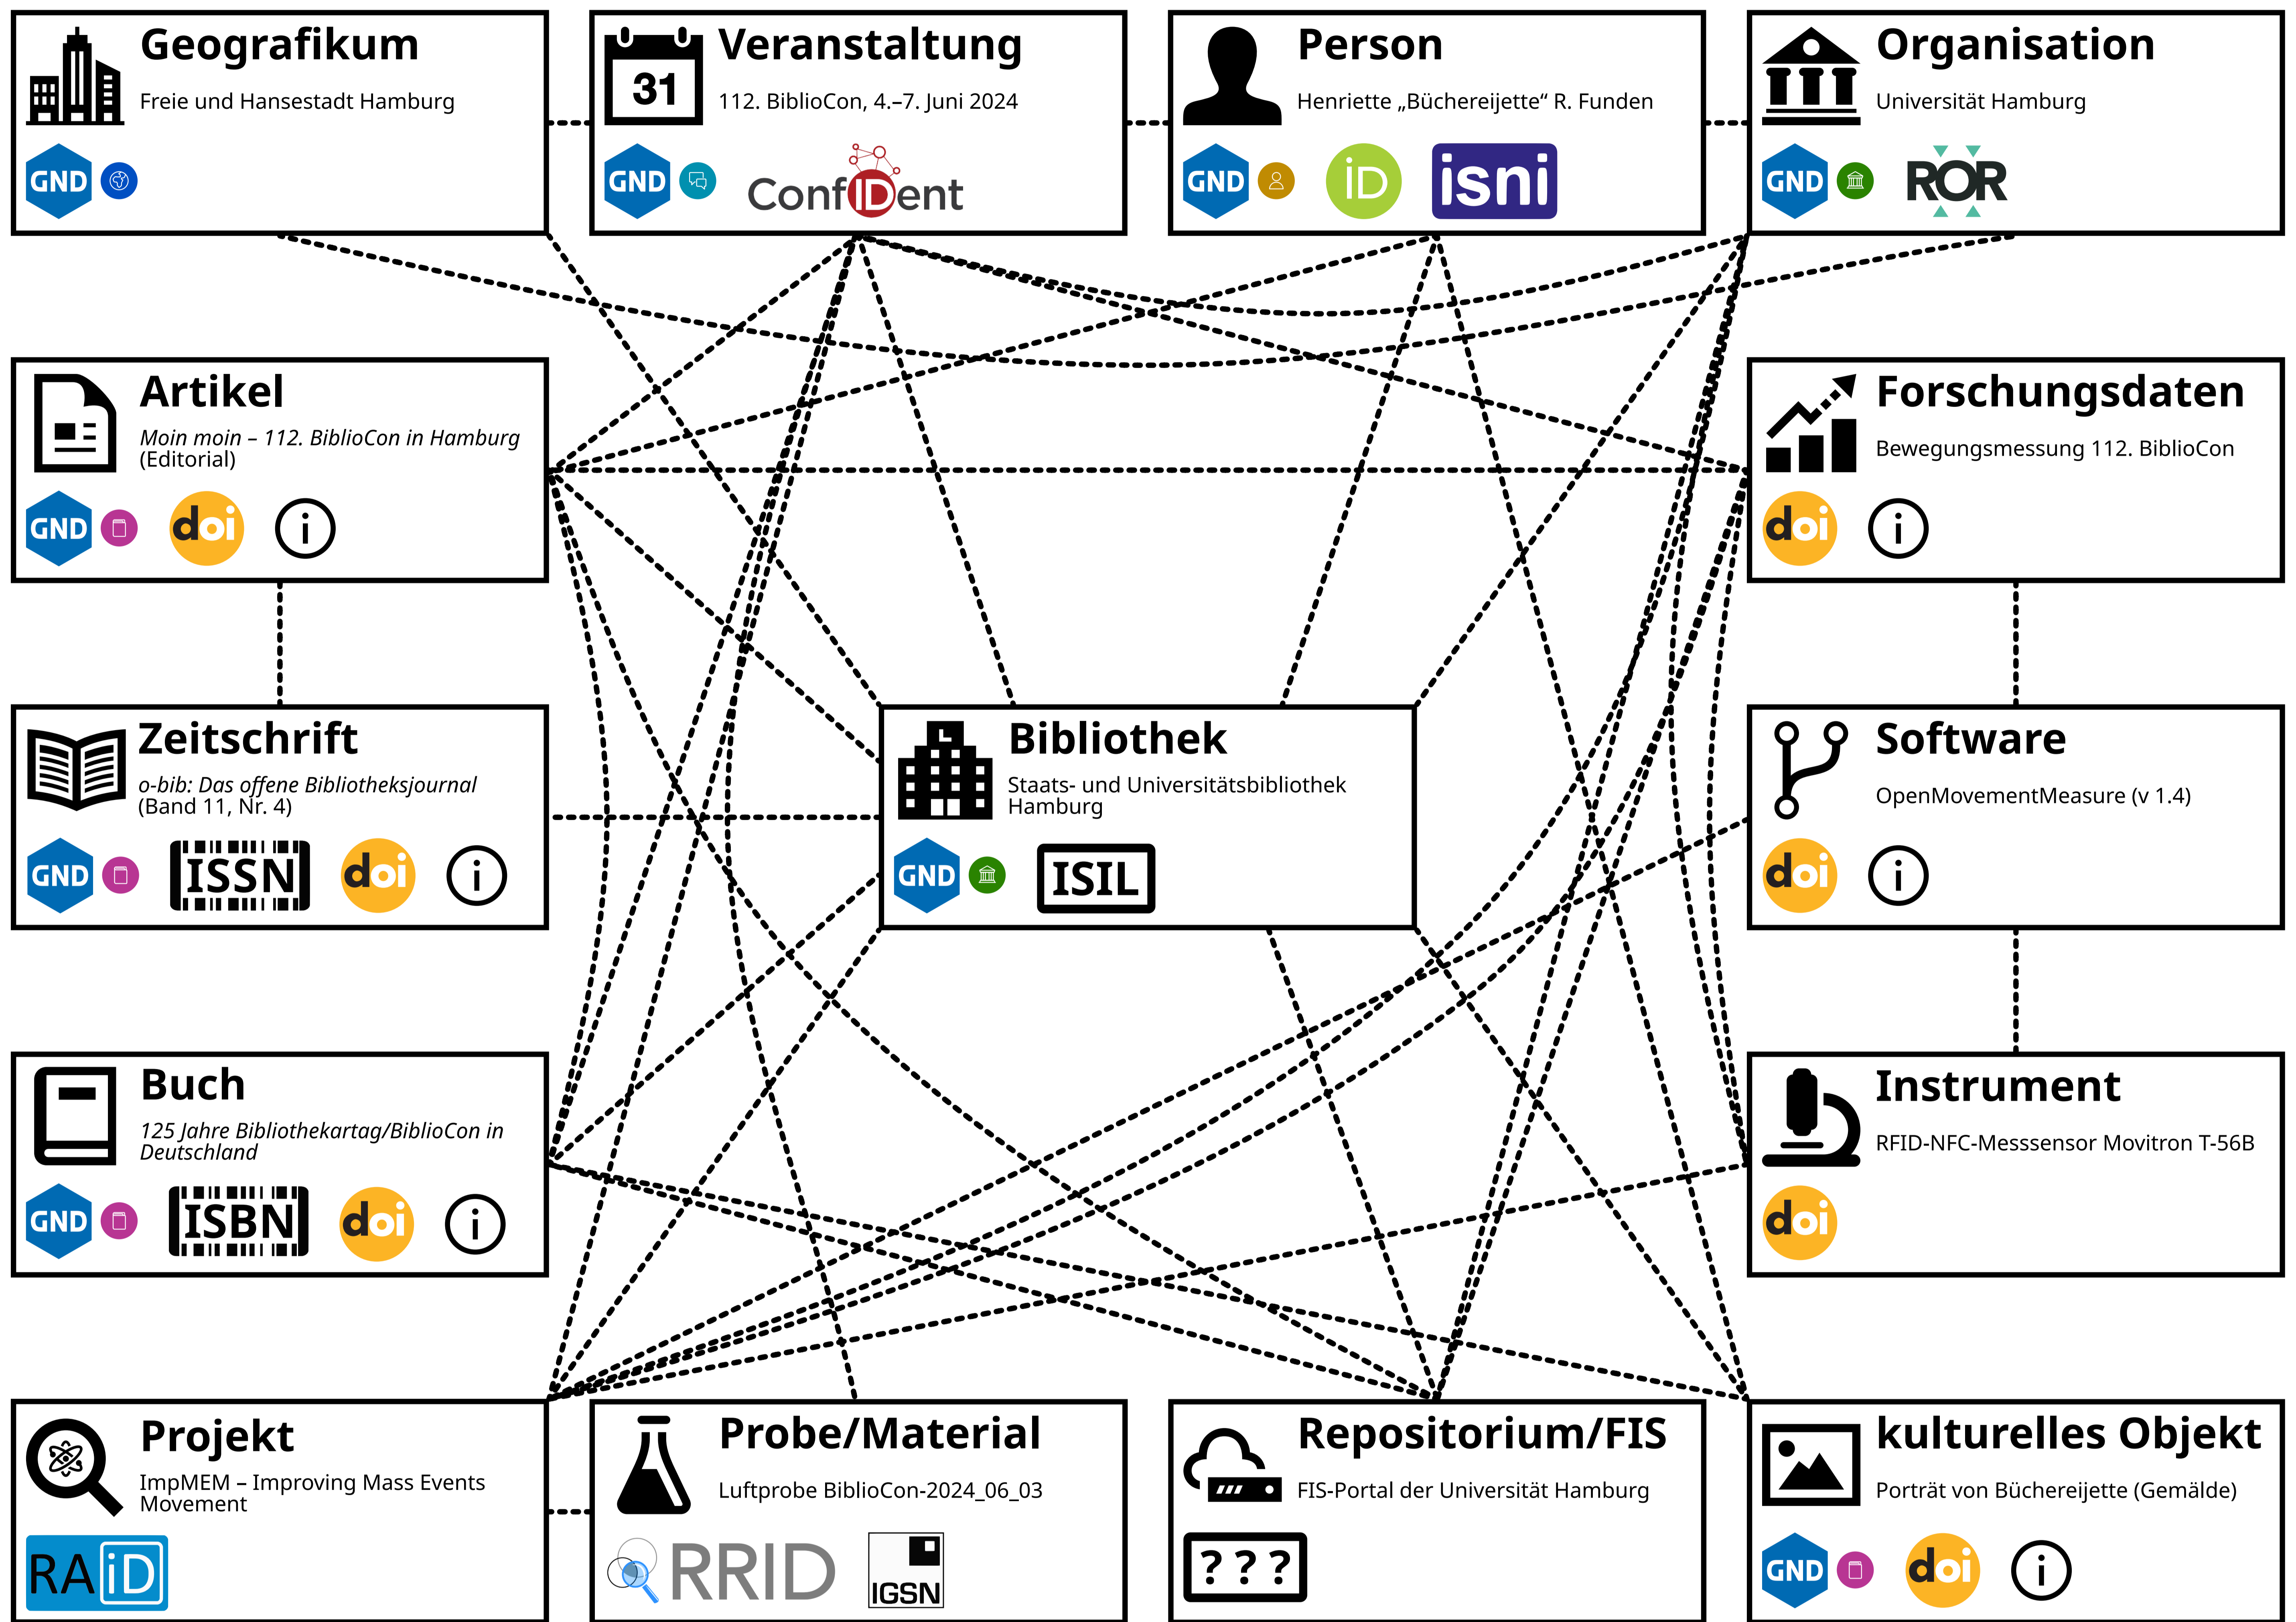 Geografikum
Freie und Hansestadt Hamburg
GND
Veranstaltung
31
112. BiblioCon, 4.–7. Juni 2024
GND
ConfIDent
Person
Henriette „Büchereijette“ R. Funden
GND
iD
isni
Organisation
Universität Hamburg
GND
ROR
Artikel
Moin moin – 112. BiblioCon in Hamburg
(Editorial)
GND
doi
i
Forschungsdaten
Bewegungsmessung 112. BiblioCon
doi
i
Zeitschrift
o-bib: Das offene Bibliotheksjournal
(Band 11, Nr. 4)
GND
ISSN
doi
i
Bibliothek
Staats- und Universitätsbibliothek
Hamburg
GND
ISIL
Software
OpenMovementMeasure (v 1.4)
doi
i
Buch
125 Jahre Bibliothekartag/BiblioCon in
Deutschland
GND
ISBN
doi
i
Instrument
RFID-NFC-Messsensor Movitron T-56B
doi
Projekt
ImpMEM – Improving Mass Events
Movement
RAiD
Probe/Material
Luftprobe BiblioCon-2024_06_03
RRID
IGSN
Repositorium/FIS
FIS-Portal der Universität Hamburg
? ? ?
kulturelles Objekt
Porträt von Büchereijette (Gemälde)
GND
doi
i